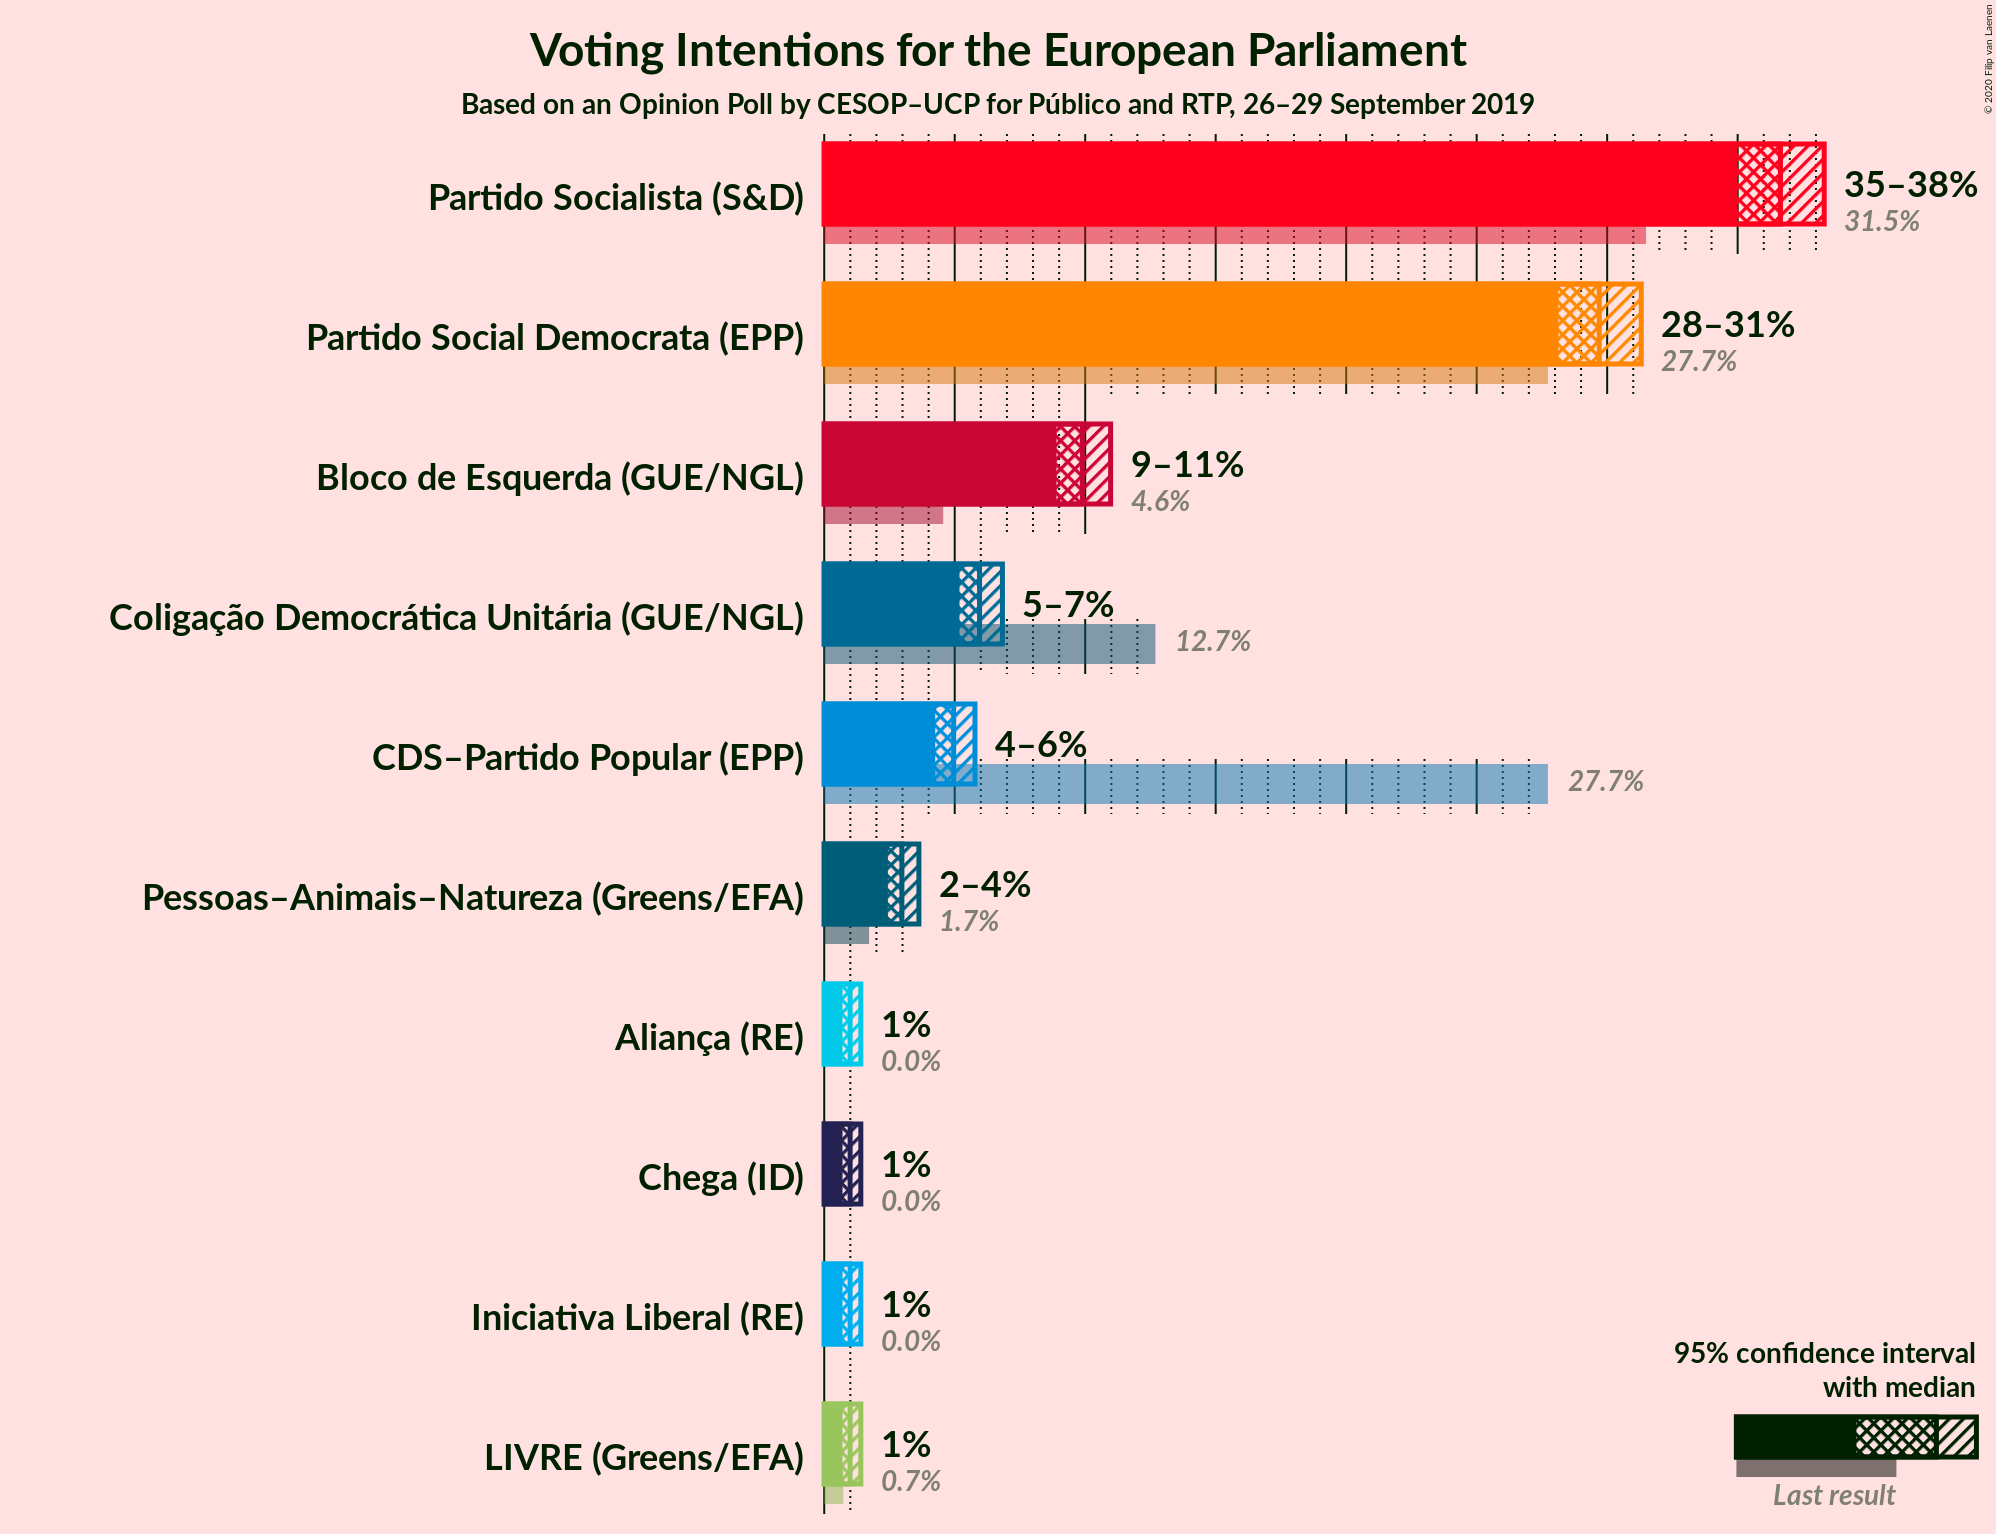 Voting Intentions for the European Parliament
Based on an Opinion Poll by CESOP–UCP for Público and RTP, 26–29 September 2019
© 2020 Filip van Laenen
Partido Socialista (S&D)
35–38%
31.5%
Partido Social Democrata (EPP)
28–31%
27.7%
Bloco de Esquerda (GUE/NGL)
9–11%
4.6%
Coligação Democrática Unitária (GUE/NGL)
5–7%
12.7%
CDS–Partido Popular (EPP)
4–6%
27.7%
Pessoas–Animais–Natureza (Greens/EFA)
2–4%
1.7%
Aliança (RE)
1%
0.0%
Chega (ID)
1%
0.0%
Iniciativa Liberal (RE)
1%
0.0%
LIVRE (Greens/EFA)
1%
0.7%
95% confidence interval
with median
Last result